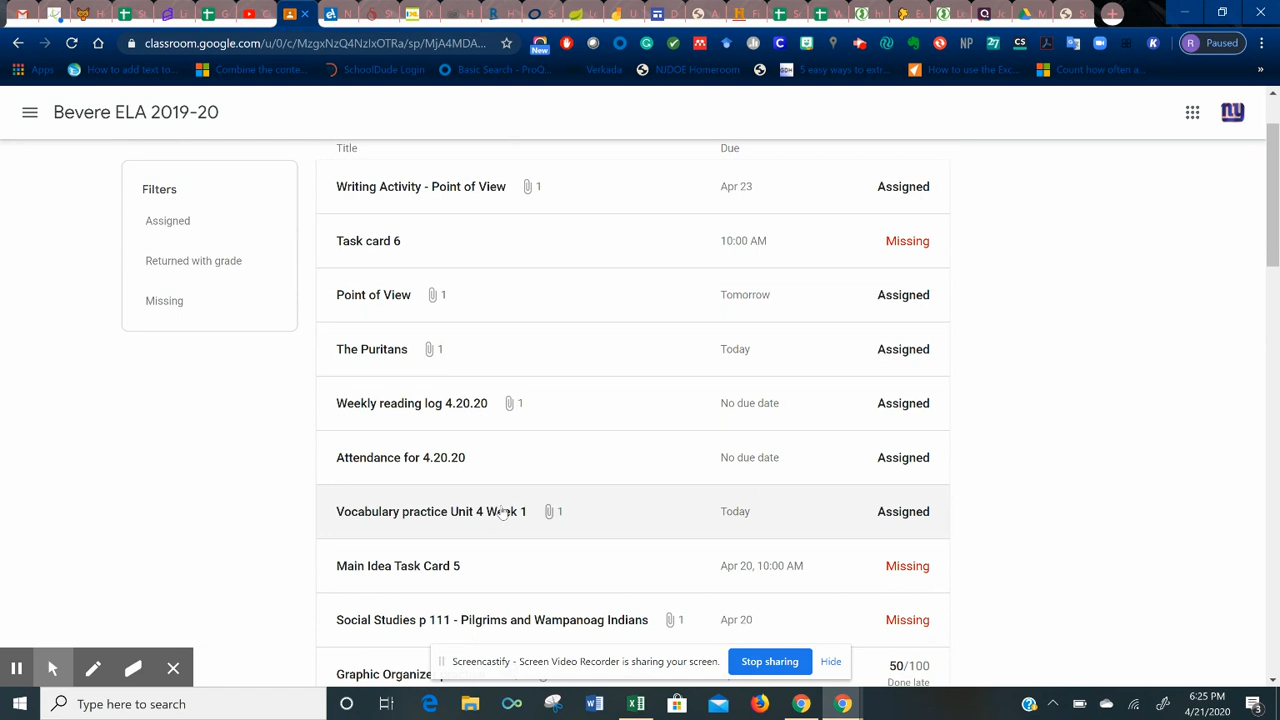 classroom.google.com/u/0/c/MzgxNzQ4NzlxOTRa/sp/MjA4MDA...
New
NP
27
CS
R Paused
Apps
How to add text to...
Combine the conte...
SchoolDude Login
Basic Search - ProQ...
Verkada
NJDOE Homeroom
5 easy ways to extr...
How to use the Exc...
Count how often a...
Bevere ELA 2019-20
ny
Title Due
Filters
Assigned
Returned with grade
Missing
Writing Activity - Point of View 1 Apr 23 Assigned
Task card 6 10:00 AM Missing
Point of View 1 Tomorrow Assigned
The Puritans 1 Today Assigned
Weekly reading log 4.20.20 1 No due date Assigned
Attendance for 4.20.20 No due date Assigned
Vocabulary practice Unit 4 Week 1 1 Today Assigned
Main Idea Task Card 5 Apr 20, 10:00 AM Missing
Social Studies p 111 - Pilgrims and Wampanoag Indians 1 Apr 20 Missing
Graphic Organize 50/100
Done late
Screencastify - Screen Video Recorder is sharing your screen. Stop sharing Hide
Type here to search
6:25 PM
4/21/2020
3